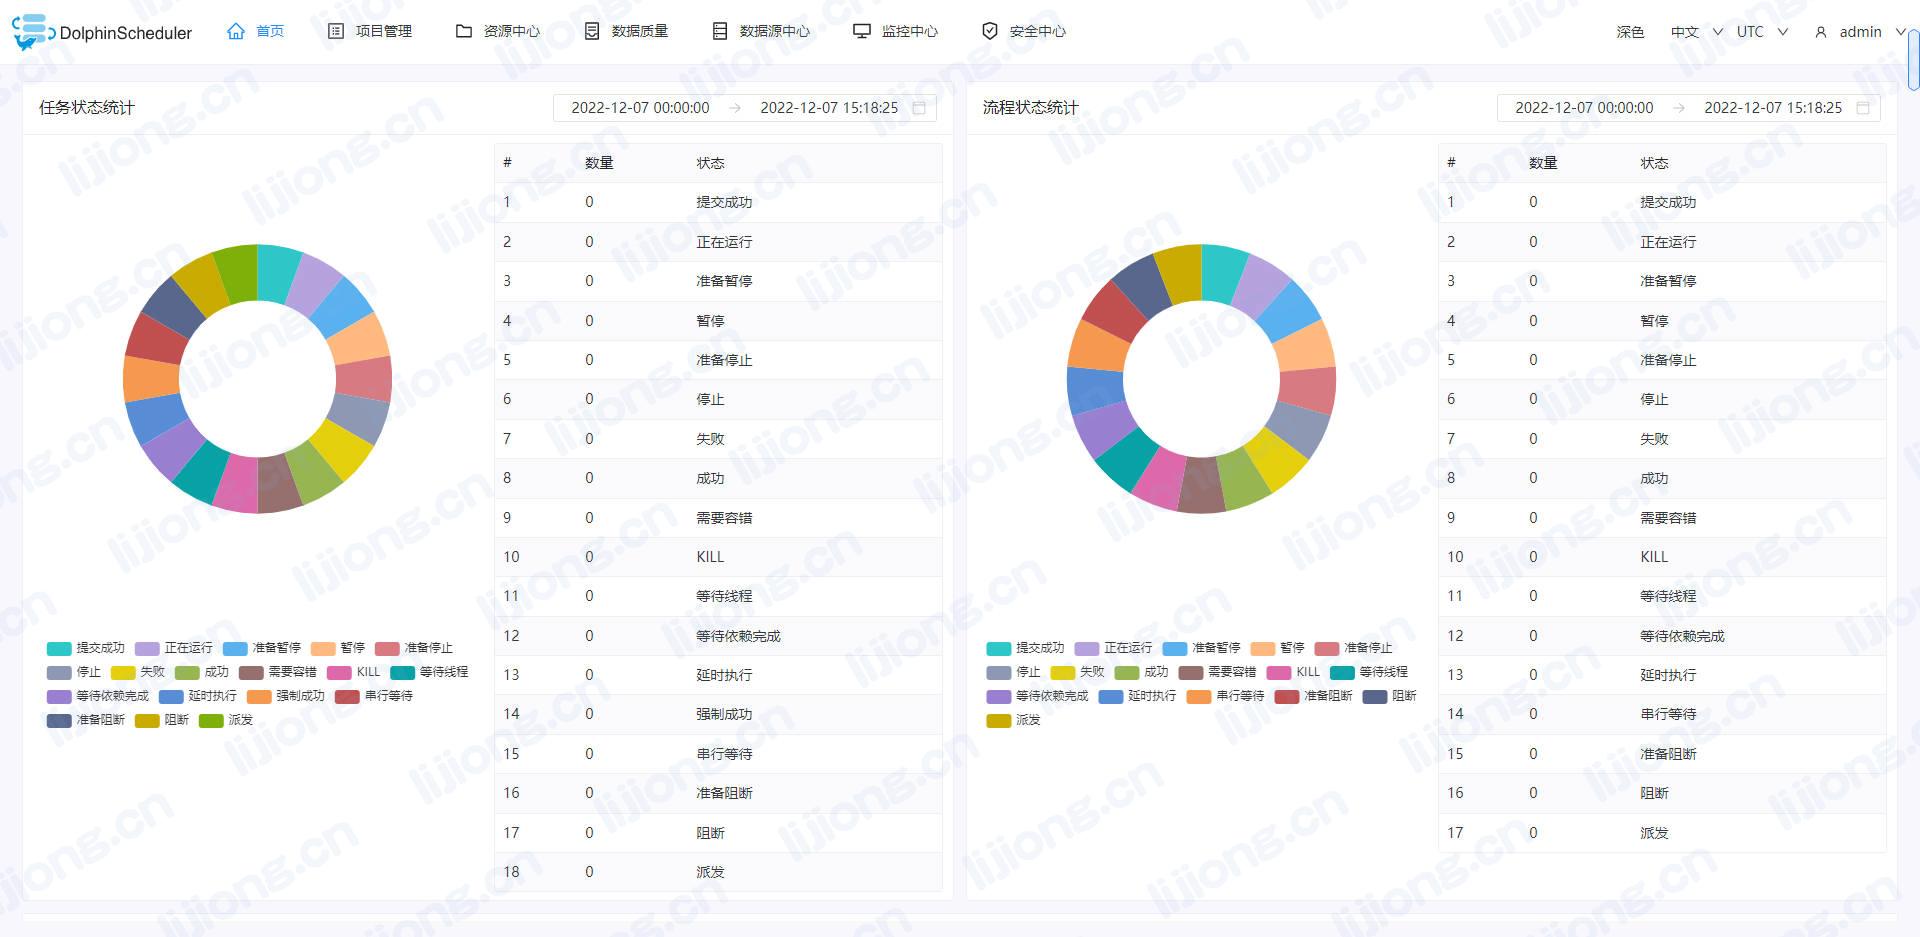 DolphinScheduler 首页 项目管理 资源中心 数据质量 数据源中心 监控中心 安全中心 深色 中文 UTC admin
任务状态统计 2022-12-07 00:00:00 → 2022-12-07 15:18:25
# 数量 状态
1 0 提交成功
2 0 正在运行
3 0 准备暂停
4 0 暂停
5 0 准备停止
6 0 停止
7 0 失败
8 0 成功
9 0 需要容错
10 0 KILL
11 0 等待线程
12 0 等待依赖完成
13 0 延时执行
14 0 强制成功
15 0 串行等待
16 0 准备阻断
17 0 阻断
18 0 派发
提交成功 正在运行 准备暂停 暂停 准备停止
停止 失败 成功 需要容错 KILL 等待线程
等待依赖完成 延时执行 强制成功 串行等待
准备阻断 阻断 派发
流程状态统计 2022-12-07 00:00:00 → 2022-12-07 15:18:25
# 数量 状态
1 0 提交成功
2 0 正在运行
3 0 准备暂停
4 0 暂停
5 0 准备停止
6 0 停止
7 0 失败
8 0 成功
9 0 需要容错
10 0 KILL
11 0 等待线程
12 0 等待依赖完成
13 0 延时执行
14 0 串行等待
15 0 准备阻断
16 0 阻断
17 0 派发
提交成功 正在运行 准备暂停 暂停 准备停止
停止 失败 成功 需要容错 KILL 等待线程
等待依赖完成 延时执行 串行等待 准备阻断 阻断
派发
lijiong.cn